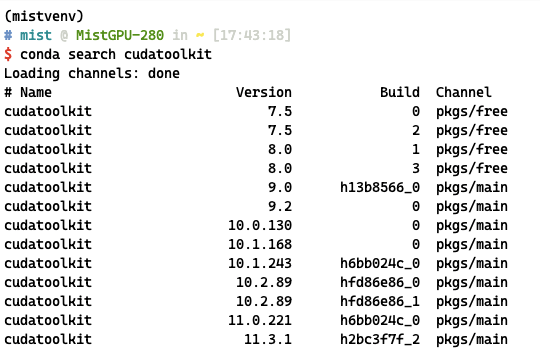 (mistvenv)
# mist @ MistGPU-280 in ~ [17:43:18]
$ conda search cudatoolkit
Loading channels: done
# Name                       Version           Build  Channel
cudatoolkit                      7.5               0  pkgs/free
cudatoolkit                      7.5               2  pkgs/free
cudatoolkit                      8.0               1  pkgs/free
cudatoolkit                      8.0               3  pkgs/free
cudatoolkit                      9.0      h13b8566_0  pkgs/main
cudatoolkit                      9.2               0  pkgs/main
cudatoolkit                 10.0.130               0  pkgs/main
cudatoolkit                 10.1.168               0  pkgs/main
cudatoolkit                 10.1.243      h6bb024c_0  pkgs/main
cudatoolkit                  10.2.89      hfd86e86_0  pkgs/main
cudatoolkit                  10.2.89      hfd86e86_1  pkgs/main
cudatoolkit                 11.0.221      h6bb024c_0  pkgs/main
cudatoolkit                   11.3.1      h2bc3f7f_2  pkgs/main